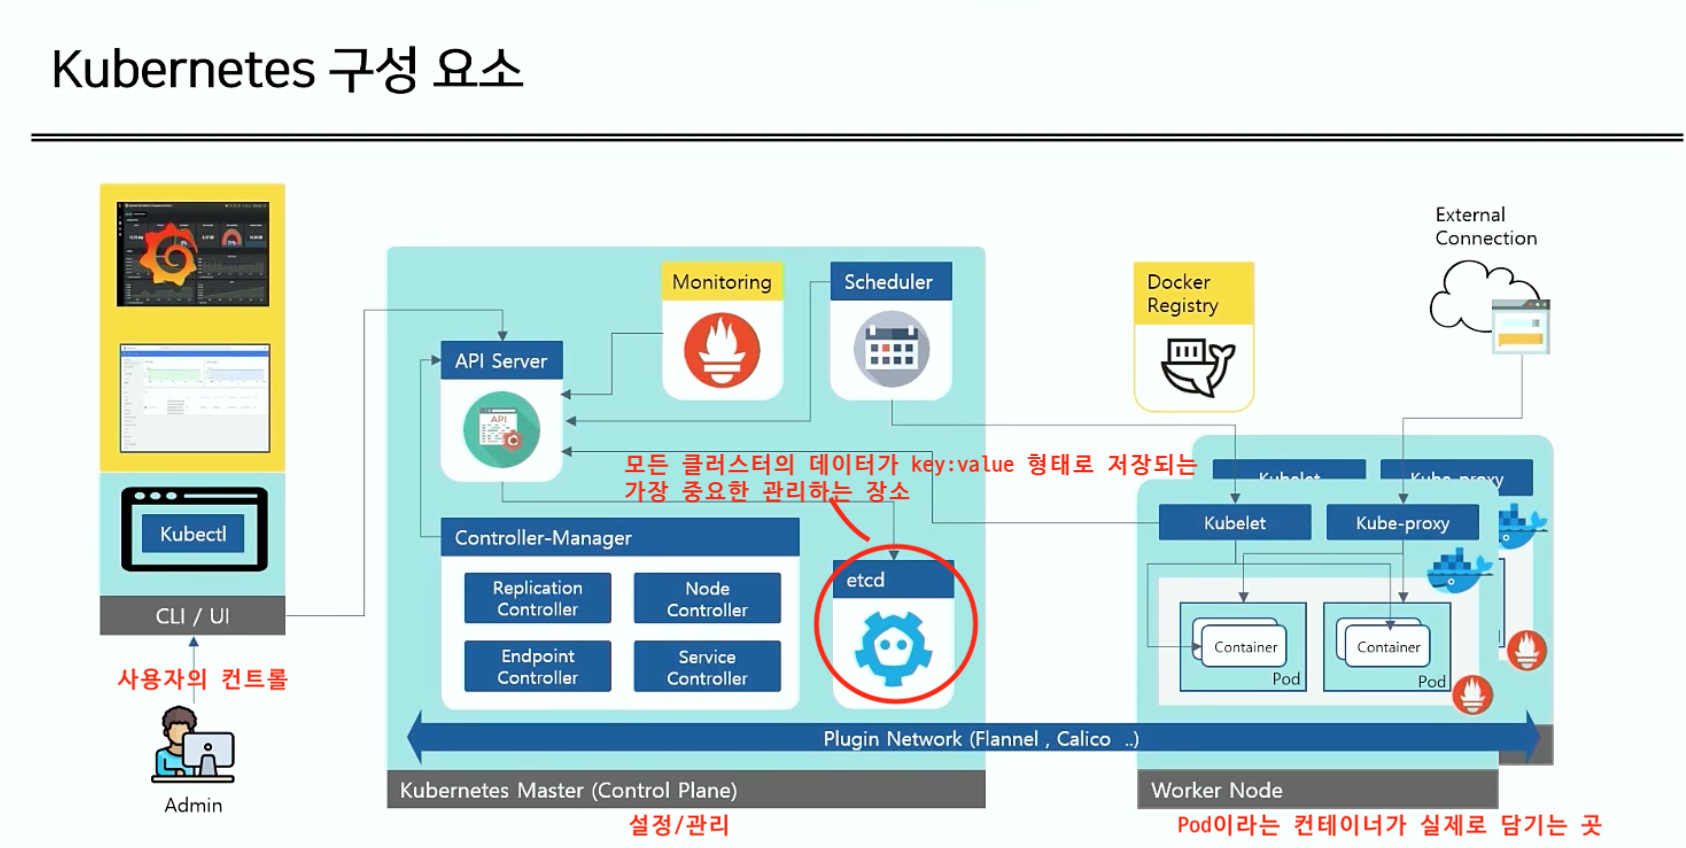 Kubernetes 구성 요소
Kubectl
CLI / UI
사용자의 컨트롤
Admin
API Server
API
Monitoring
Scheduler
모든 클러스터의 데이터가 key:value 형태로 저장되는
가장 중요한 관리하는 장소
Controller-Manager
Replication
Controller
Node
Controller
Endpoint
Controller
Service
Controller
etcd
Plugin Network (Flannel , Calico ..)
Kubernetes Master (Control Plane)
설정/관리
Docker
Registry
External
Connection
Kubelet
Kube-proxy
Kubelet
Kube-proxy
Container
Pod
Container
Pod
Worker Node
Pod이라는 컨테이너가 실제로 담기는 곳